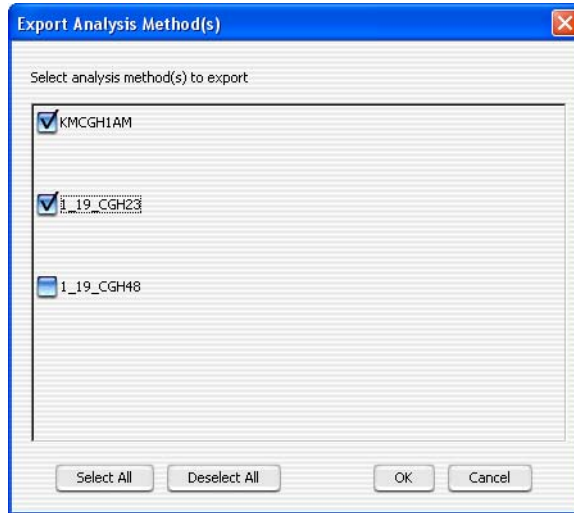 Export Analysis Method(s)
Select analysis method(s) to export
KMCGH1AM
1_19_CGH23
1_19_CGH48
Select All Deselect All OK Cancel